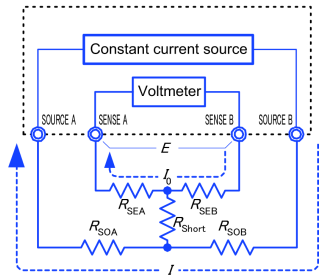 Constant current source
Voltmeter
SOURCE A
SENSE A
SENSE B
SOURCE B
E
I0
RSEA
RSEB
RShort
RSOA
RSOB
I